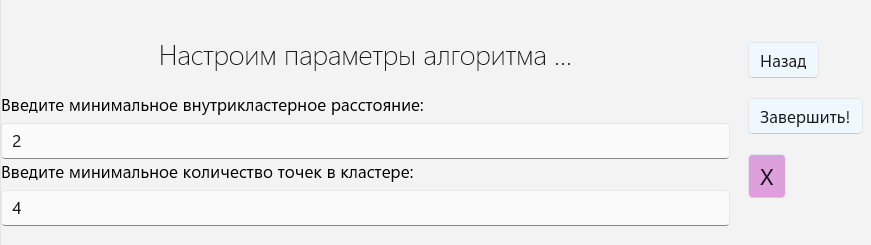 Настроим параметры алгоритма ...
Назад
Введите минимальное внутрикластерное расстояние:
Завершить!
2
Введите минимальное количество точек в кластере:
X
4